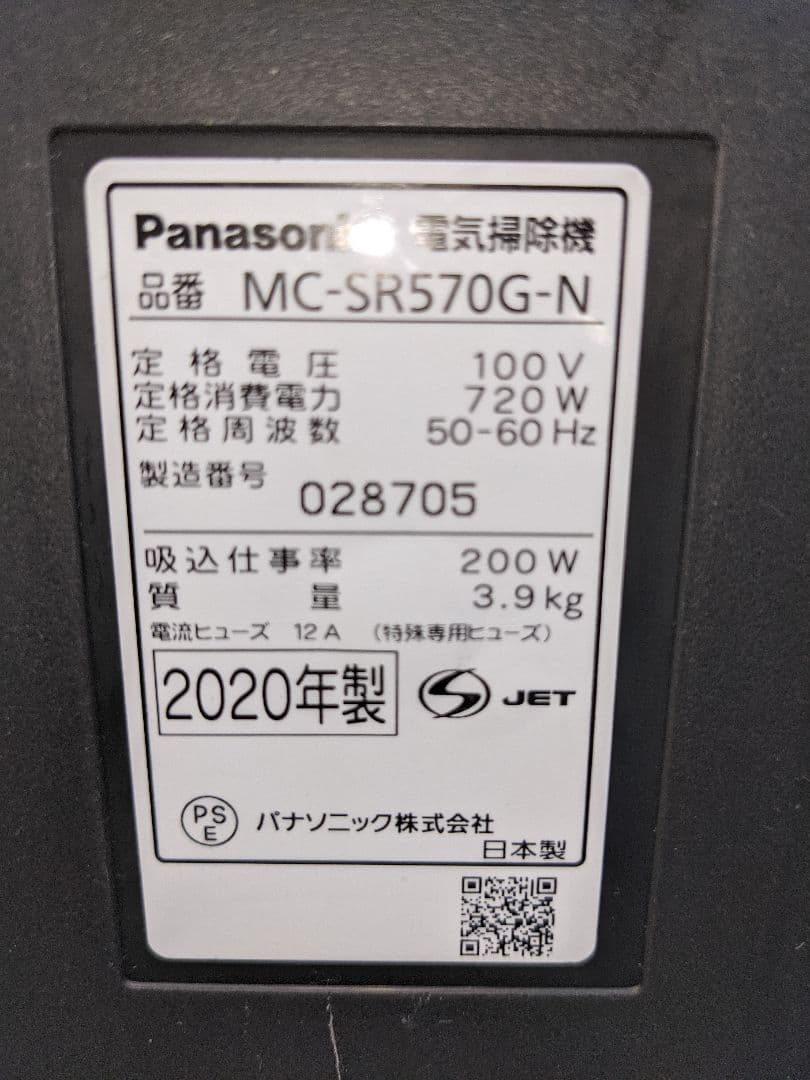 Panasonic 電気掃除機
品番 MC-SR570G-N
定格電圧 100V
定格消費電力 720W
定格周波数 50-60Hz
製造番号 028705
吸込仕事率 200W
質量 3.9kg
電流ヒューズ 12A (特殊専用ヒューズ)
2020年製 S JET
PSE パナソニック株式会社
日本製